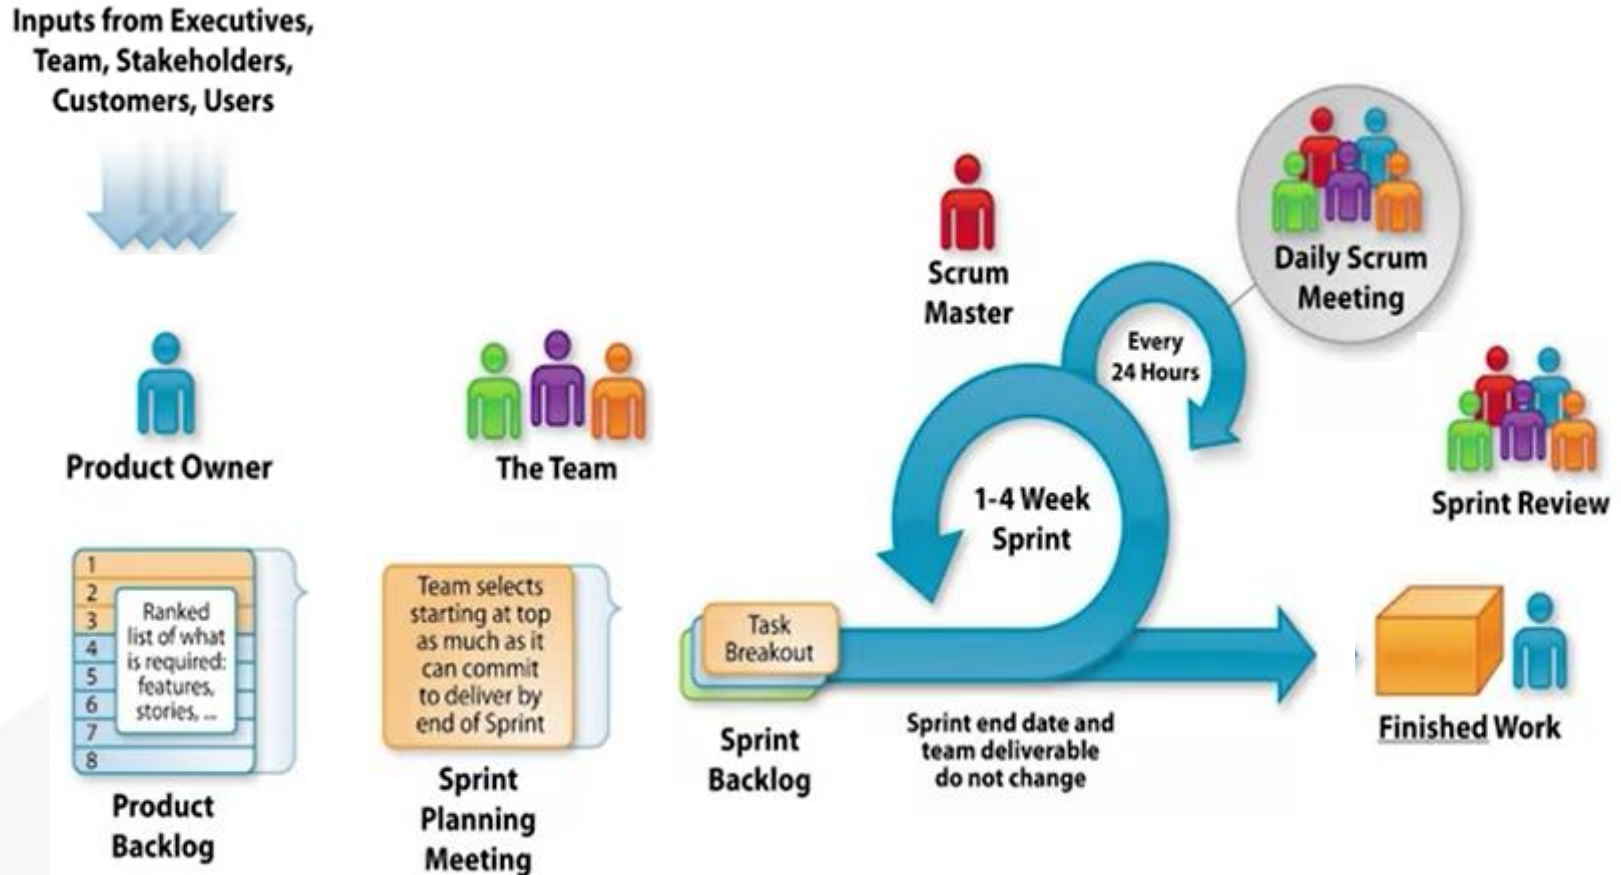 Inputs from Executives,
Team, Stakeholders,
Customers, Users
Product Owner
The Team
Scrum
Master
Daily Scrum
Meeting
Every
24 Hours
1-4 Week
Sprint
Sprint Review
1
2
3
4
5
6
7
8
Ranked
list of what
is required:
features,
stories, ...
Product
Backlog
Team selects
starting at top
as much as it
can commit
to deliver by
end of Sprint
Sprint
Planning
Meeting
Task
Breakout
Sprint
Backlog
Sprint end date and
team deliverable
do not change
Finished Work